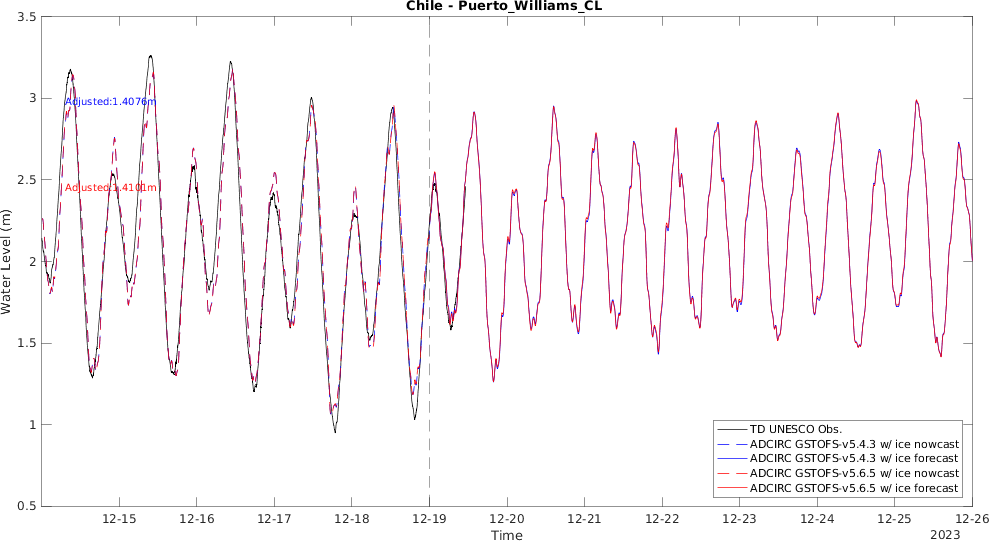 Chile - Puerto_Williams_CL
3.5
3
2.5
2
1.5
1
0.5
Water Level (m)
Adjusted:1.4076m
Adjusted:1.4101m
TD UNESCO Obs.
ADCIRC GSTOFS-v5.4.3 w/ ice nowcast
ADCIRC GSTOFS-v5.4.3 w/ ice forecast
ADCIRC GSTOFS-v5.6.5 w/ ice nowcast
ADCIRC GSTOFS-v5.6.5 w/ ice forecast
12-15 12-16 12-17 12-18 12-19 12-20 12-21 12-22 12-23 12-24 12-25 12-26
Time
2023